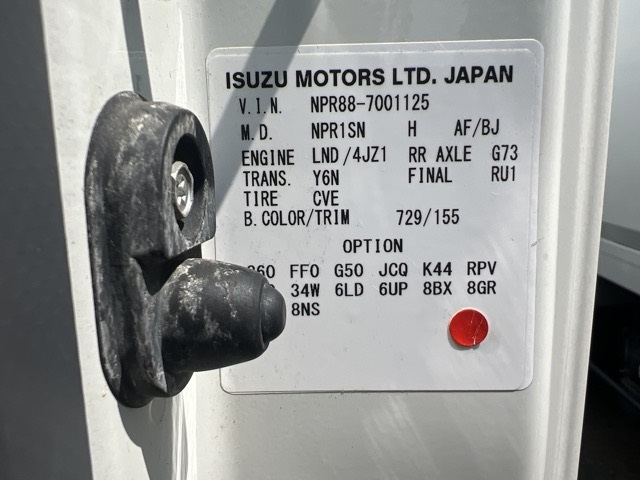 ISUZU MOTORS LTD. JAPAN
V.I.N. NPR88-7001125
M.D. NPR1SN H AF/BJ
ENGINE LND/4JZ1 RR AXLE G73
TRANS. Y6N FINAL RU1
TIRE CVE
B.COLOR/TRIM 729/155
OPTION
FF0 G50 JCQ K44 RPV
34W 6LD 6UP 8BX 8GR
8NS